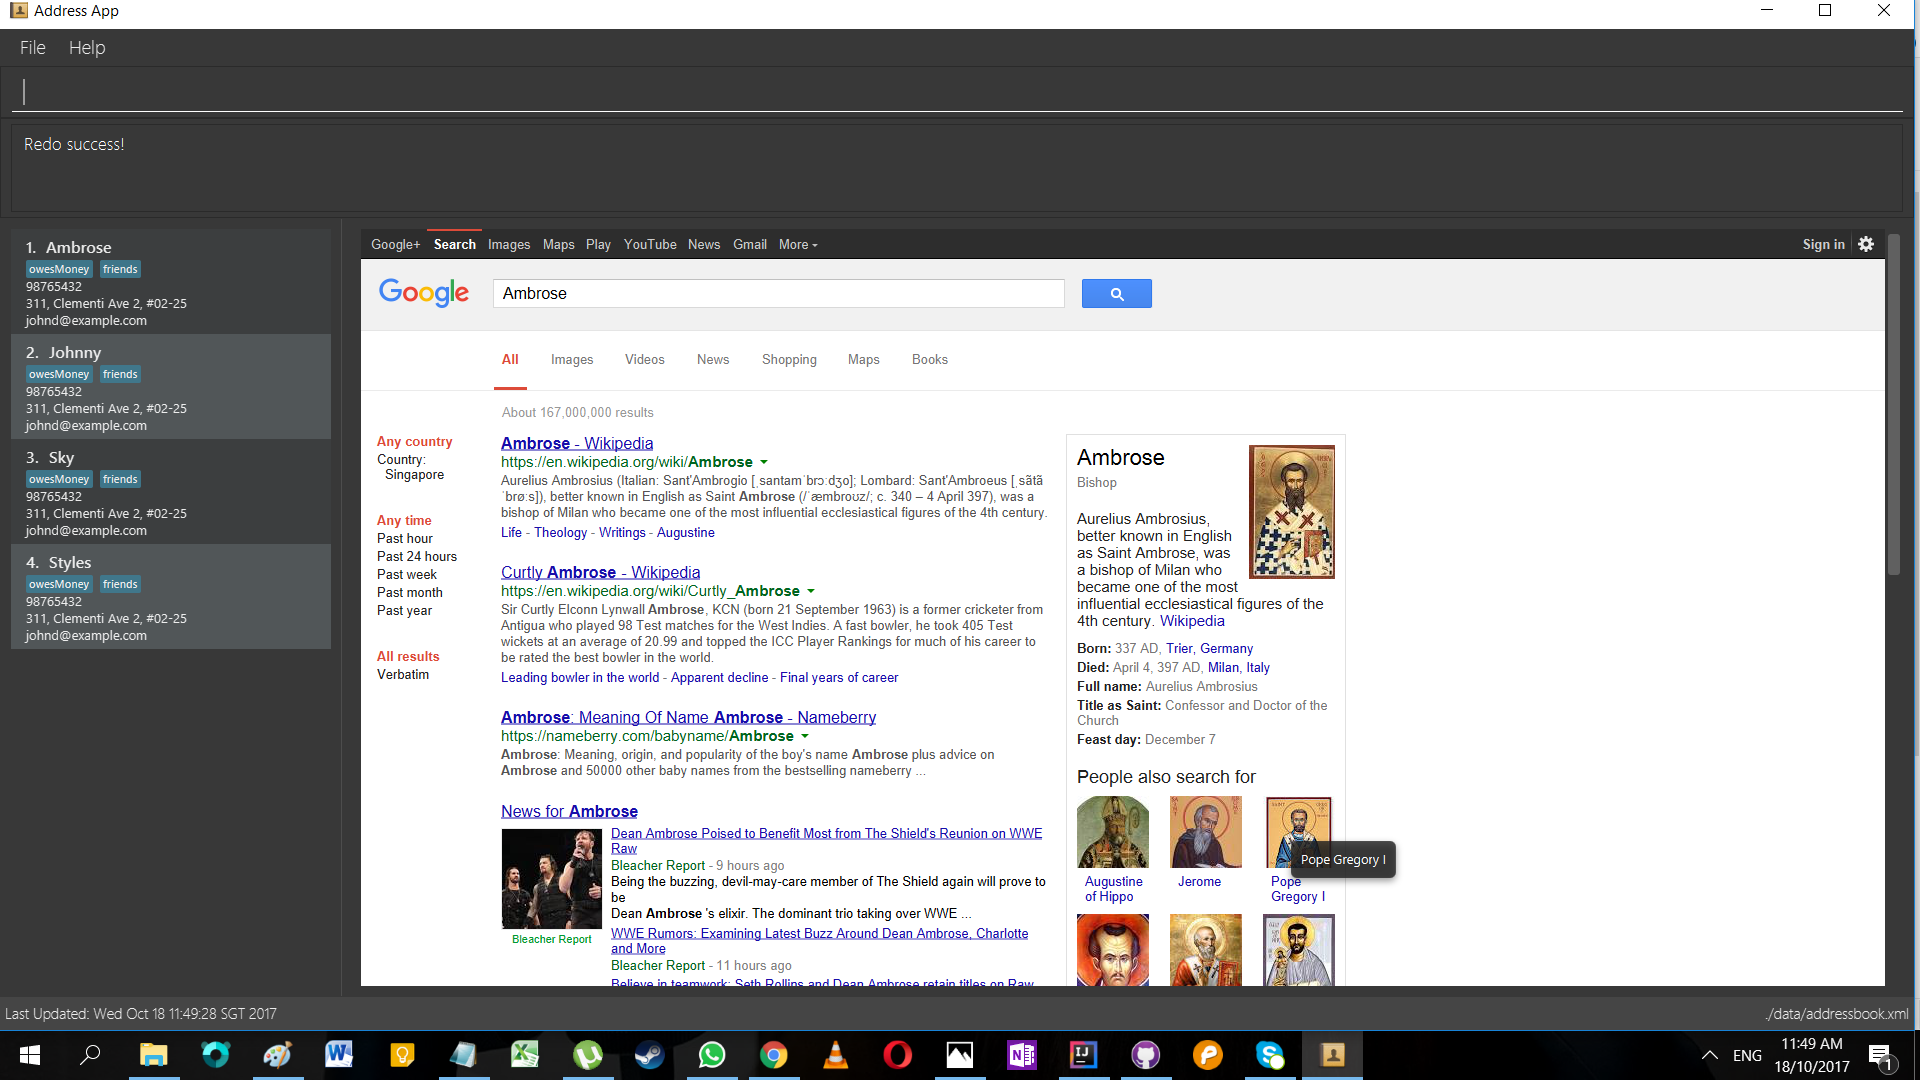 Address App
File Help
Redo success!
1. Ambrose
owesMoney friends
98765432
311, Clementi Ave 2, #02-25
johnd@example.com
2. Johnny
owesMoney friends
98765432
311, Clementi Ave 2, #02-25
johnd@example.com
3. Sky
owesMoney friends
98765432
311, Clementi Ave 2, #02-25
johnd@example.com
4. Styles
owesMoney friends
98765432
311, Clementi Ave 2, #02-25
johnd@example.com
Google+ Search Images Maps Play YouTube News Gmail More Sign in
Google Ambrose
All Images Videos News Shopping Maps Books
About 167,000,000 results
Any country
Country:
Singapore
Any time
Past hour
Past 24 hours
Past week
Past month
Past year
All results
Verbatim
Ambrose - Wikipedia
https://en.wikipedia.org/wiki/Ambrose
Aurelius Ambrosius (Italian: Sant'Ambrogio [ˌsantamˈbrɔːdʒo]; Lombard: Sant'Ambroeus [ˌsãtã
ˈbrøːs]), better known in English as Saint Ambrose (/ˈæmbroʊz/; c. 340 – 4 April 397), was a
bishop of Milan who became one of the most influential ecclesiastical figures of the 4th century.
Life - Theology - Writings - Augustine
Curtly Ambrose - Wikipedia
https://en.wikipedia.org/wiki/Curtly_Ambrose
Sir Curtly Elconn Lynwall Ambrose, KCN (born 21 September 1963) is a former cricketer from
Antigua who played 98 Test matches for the West Indies. A fast bowler, he took 405 Test
wickets at an average of 20.99 and topped the ICC Player Rankings for much of his career to
be rated the best bowler in the world.
Leading bowler in the world - Apparent decline - Final years of career
Ambrose: Meaning Of Name Ambrose - Nameberry
https://nameberry.com/babyname/Ambrose
Ambrose: Meaning, origin, and popularity of the boy's name Ambrose plus advice on
Ambrose and 50000 other baby names from the bestselling nameberry ...
News for Ambrose
Bleacher Report
Dean Ambrose Poised to Benefit Most from The Shield's Reunion on WWE
Raw
Bleacher Report - 9 hours ago
Being the buzzing, devil-may-care member of The Shield again will prove to
be
Dean Ambrose 's elixir. The dominant trio taking over WWE ...
WWE Rumors: Examining Latest Buzz Around Dean Ambrose, Charlotte
and More
Bleacher Report - 11 hours ago
Believe in teamwork: Seth Rollins and Dean Ambrose retain titles on Raw
Ambrose
Bishop
Aurelius Ambrosius,
better known in English
as Saint Ambrose, was
a bishop of Milan who
became one of the most
influential ecclesiastical figures of the
4th century. Wikipedia
Born: 337 AD, Trier, Germany
Died: April 4, 397 AD, Milan, Italy
Full name: Aurelius Ambrosius
Title as Saint: Confessor and Doctor of the
Church
Feast day: December 7
People also search for
Augustine
of Hippo
Jerome
Pope
Gregory I
Pope Gregory I
Last Updated: Wed Oct 18 11:49:28 SGT 2017
./data/addressbook.xml
ENG
11:49 AM
18/10/2017
1